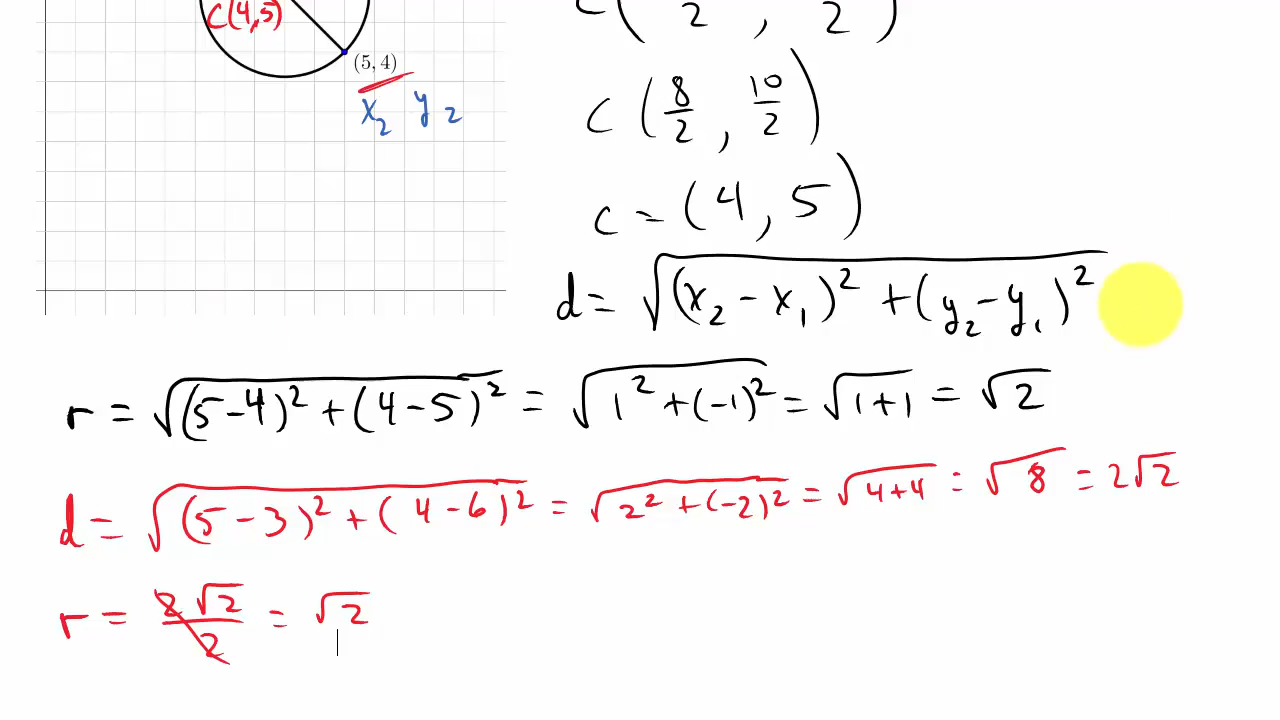 C(4,5)
(5, 4)
x₂ y₂
C( /2 , /2 )
C (8/2 , 10/2)
c = (4 , 5)
d = √((x₂ - x₁)² + (y₂ - y₁)²)
r = √((5-4)² + (4-5)²) = √(1² + (-1)²) = √(1+1) = √2
d = √((5-3)² + (4-6)²) = √(2² + (-2)²) = √(4+4) = √8 = 2√2
r = 2√2/2 = √2